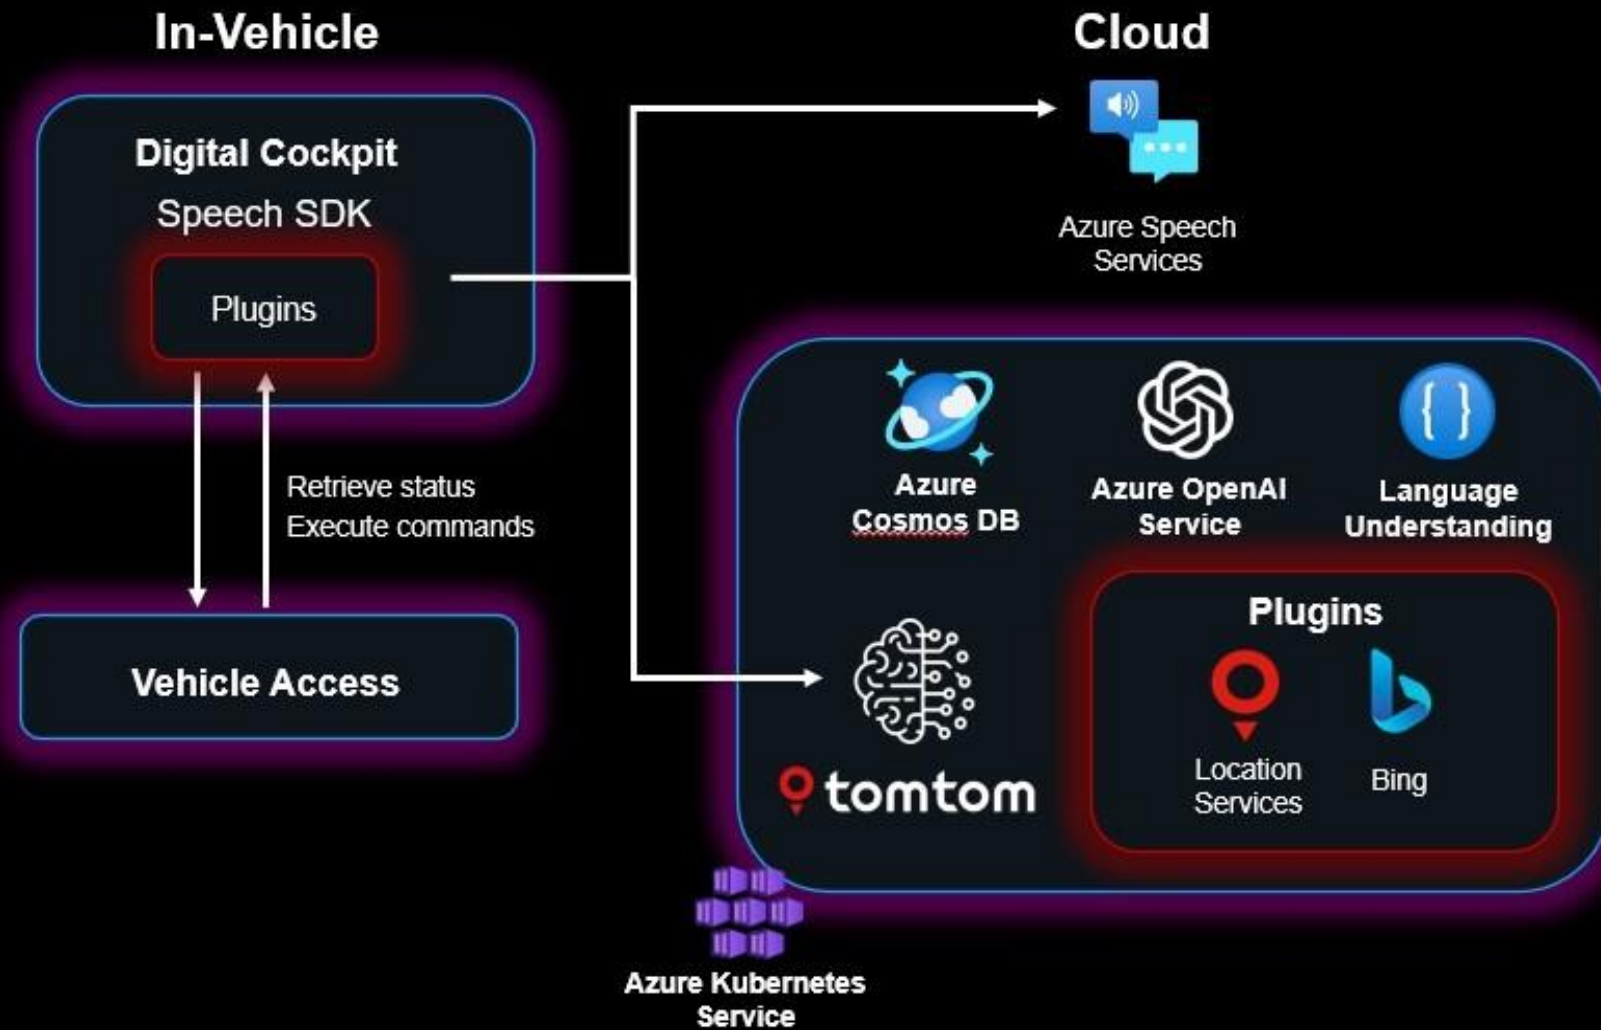 In-Vehicle
Cloud
Digital Cockpit
Speech SDK
Plugins
Retrieve status
Execute commands
Vehicle Access
Azure Speech
Services
Azure
Cosmos DB
Azure OpenAI
Service
Language
Understanding
tomtom
Plugins
Location
Services
Bing
Azure Kubernetes
Service